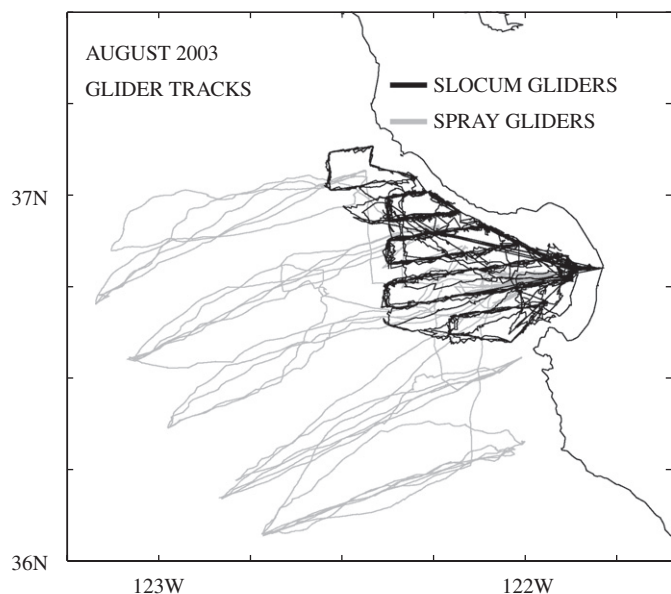 AUGUST 2003
GLIDER TRACKS
SLOCUM GLIDERS
SPRAY GLIDERS
37N
36N
123W
122W